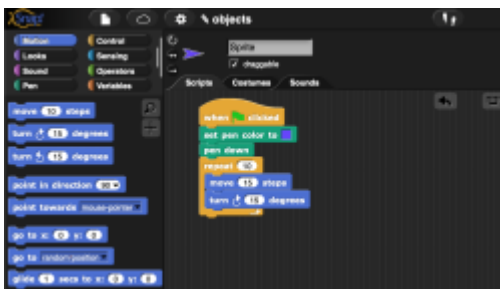 Snap!
objects
Motion Control
Looks Sensing
Sound Operators
Pen Variables
Sprite
draggable
Scripts Costumes Sounds
move 10 steps
turn 15 degrees
turn 15 degrees
point in direction 90
point towards mouse-pointer
go to x: 0 y: 0
go to random position
glide 1 secs to x: 0 y: 0
when clicked
set pen color to
pen down
repeat 10
move 15 steps
turn 15 degrees